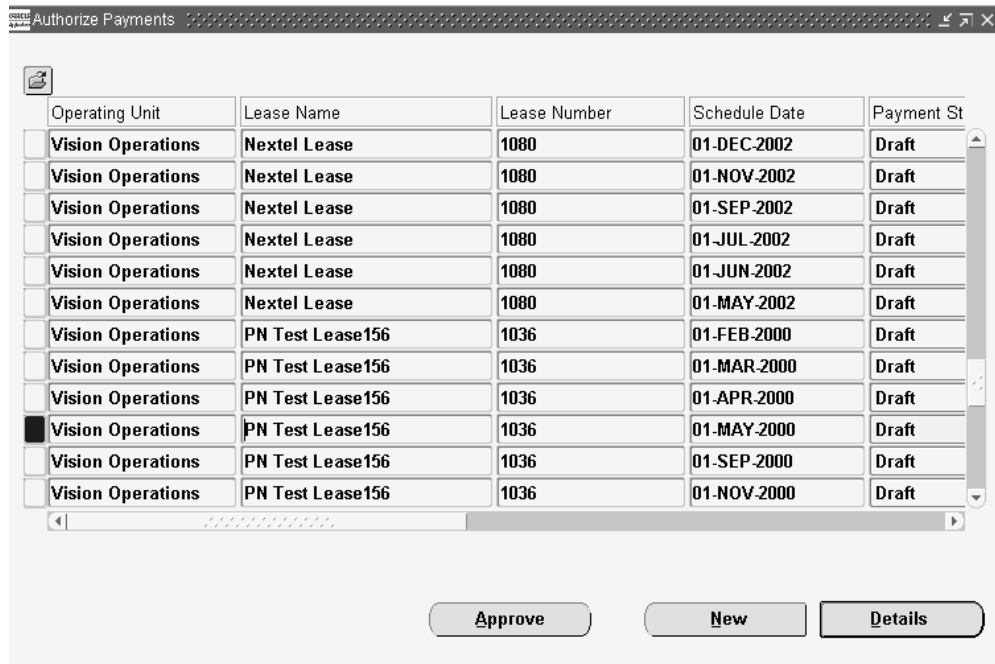 Authorize Payments
Operating Unit Lease Name Lease Number Schedule Date Payment St
Vision Operations Nextel Lease 1080 01-DEC-2002 Draft
Vision Operations Nextel Lease 1080 01-NOV-2002 Draft
Vision Operations Nextel Lease 1080 01-SEP-2002 Draft
Vision Operations Nextel Lease 1080 01-JUL-2002 Draft
Vision Operations Nextel Lease 1080 01-JUN-2002 Draft
Vision Operations Nextel Lease 1080 01-MAY-2002 Draft
Vision Operations PN Test Lease156 1036 01-FEB-2000 Draft
Vision Operations PN Test Lease156 1036 01-MAR-2000 Draft
Vision Operations PN Test Lease156 1036 01-APR-2000 Draft
Vision Operations PN Test Lease156 1036 01-MAY-2000 Draft
Vision Operations PN Test Lease156 1036 01-SEP-2000 Draft
Vision Operations PN Test Lease156 1036 01-NOV-2000 Draft
Approve New Details